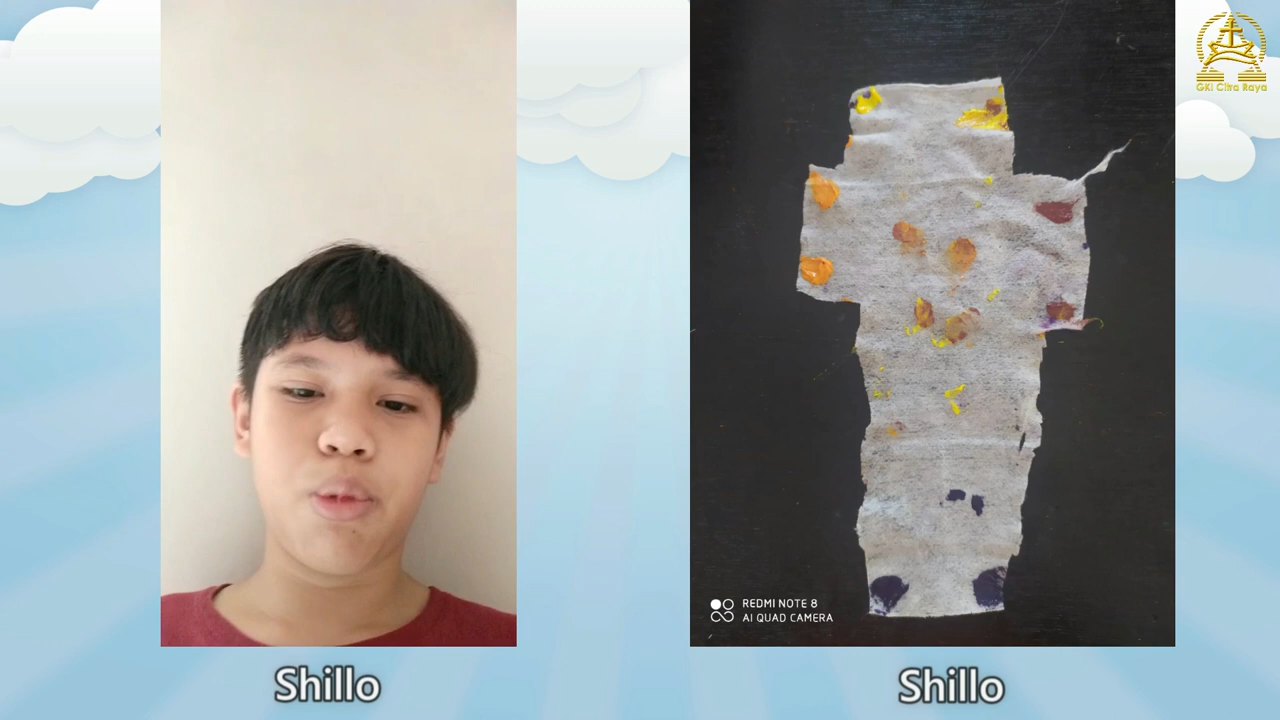 GKI Citra Raya
REDMI NOTE 8
AI QUAD CAMERA
Shillo
Shillo